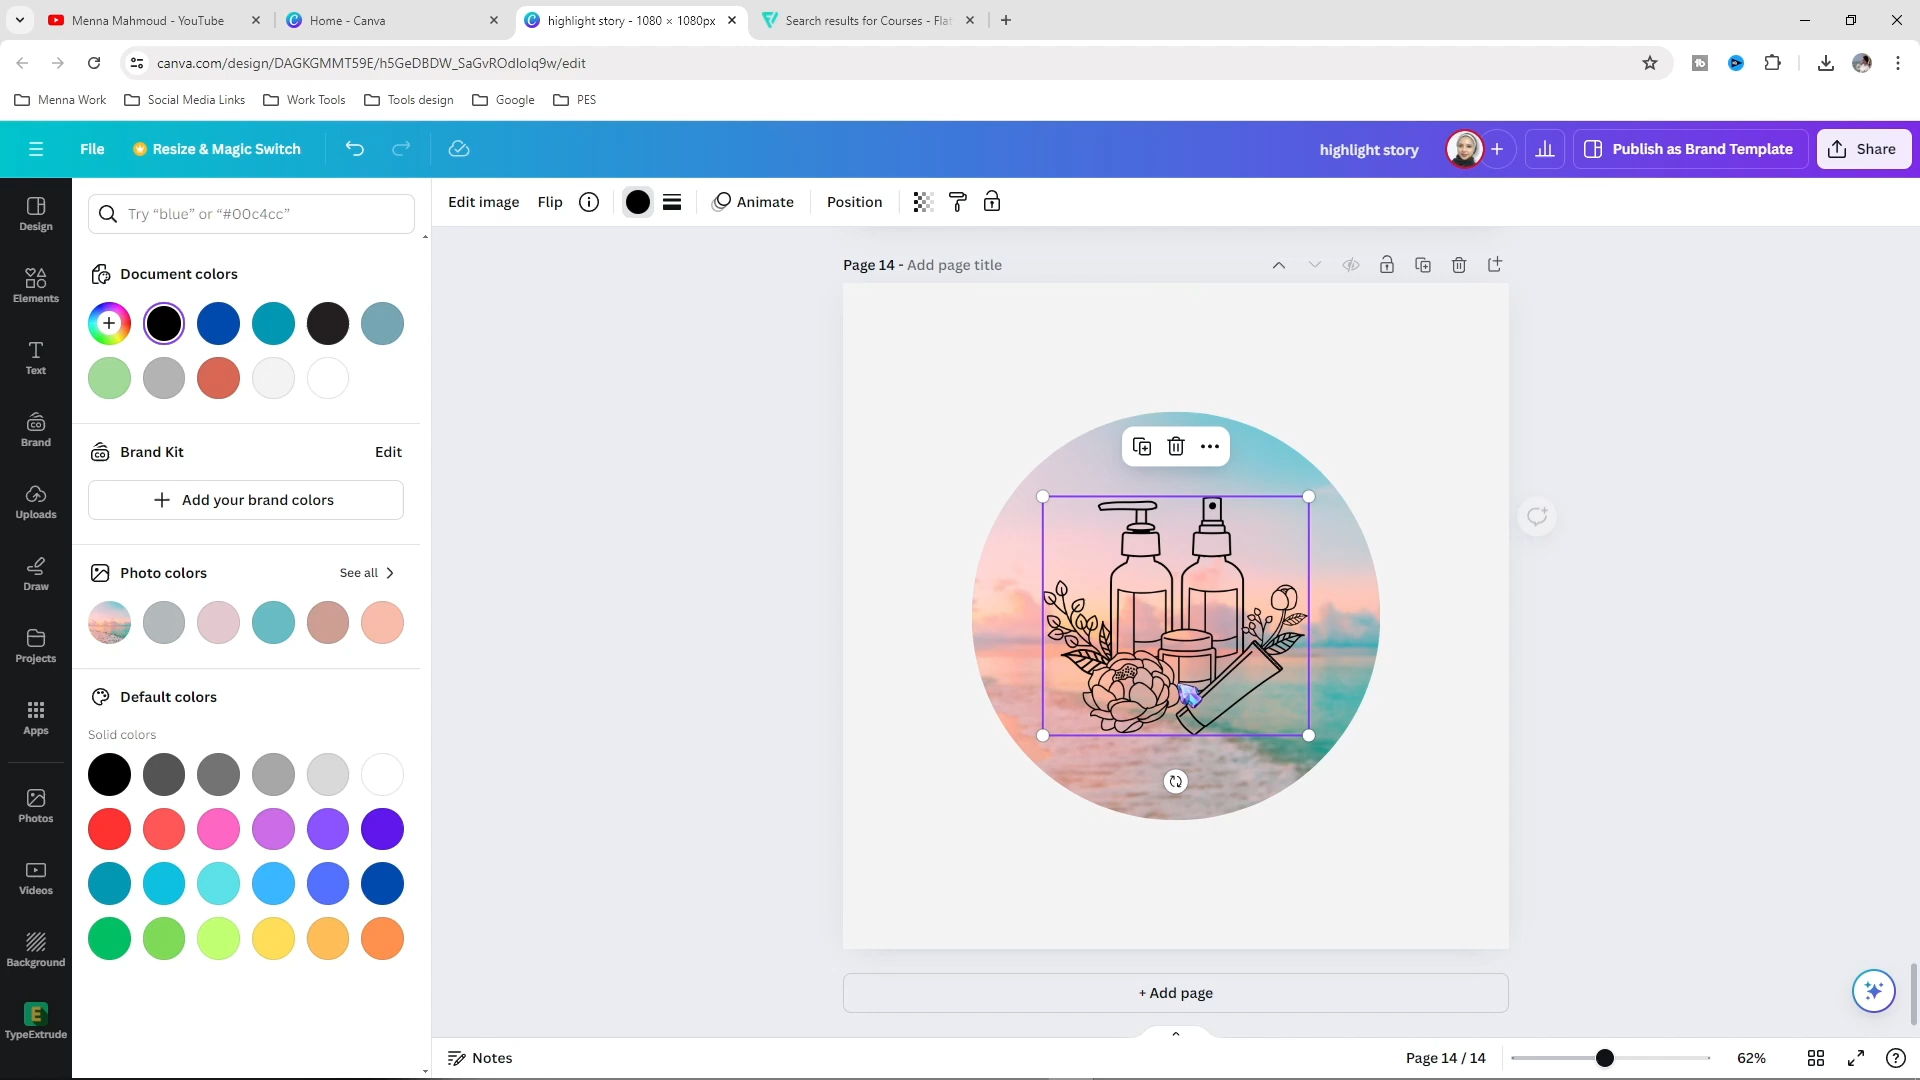 Menna Mahmoud - YouTube
Home - Canva
highlight story - 1080 × 1080px
Search results for Courses - Flat
canva.com/design/DAGKGMMT59E/h5GeDBDW_SaGvROdIoIq9w/edit
Menna Work
Social Media Links
Work Tools
Tools design
Google
PES
File
Resize & Magic Switch
highlight story
Publish as Brand Template
Share
Design
Elements
Text
Brand
Uploads
Draw
Projects
Apps
Photos
Videos
Background
TypeExtrude
Try “blue” or “#00c4cc”
Document colors
Brand Kit
Edit
Add your brand colors
Photo colors
See all
Default colors
Solid colors
Edit image
Flip
Animate
Position
Page 14 - Add page title
+ Add page
Notes
Page 14 / 14
62%